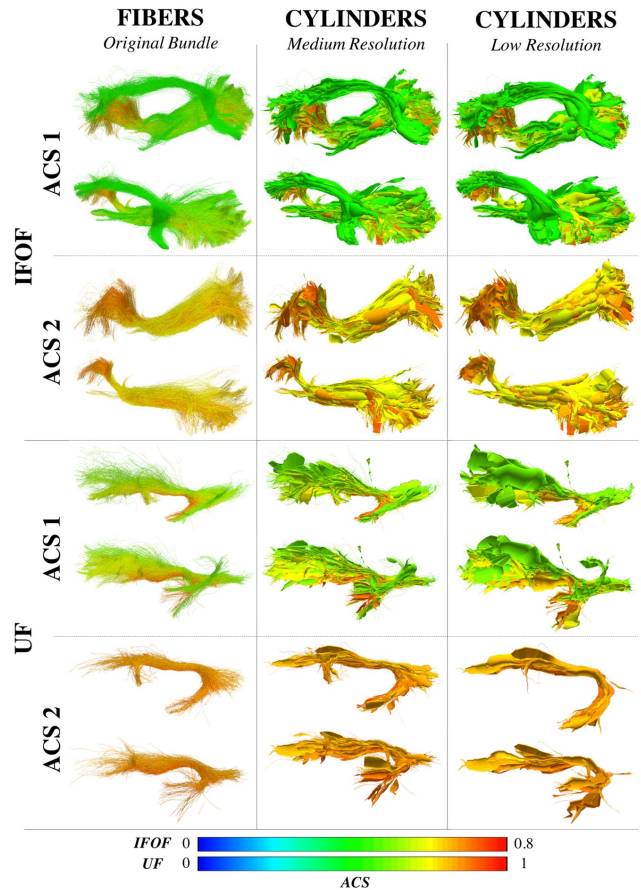 FIBERS
Original Bundle
CYLINDERS
Medium Resolution
CYLINDERS
Low Resolution
IFOF
ACS 1
ACS 2
UF
ACS 1
ACS 2
IFOF 0 0.8
UF 0 1
ACS